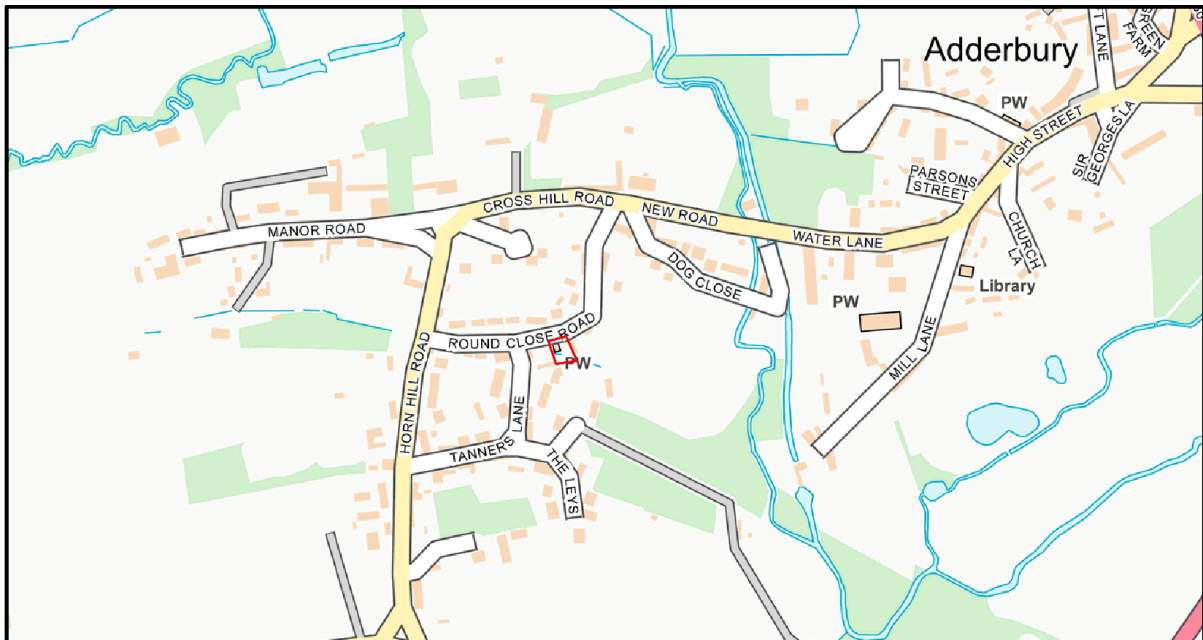 Adderbury
FT LANE
GREEN
FARM
PW
HIGH STREET
SIR
GEORGES LA
PARSONS
STREET
CROSS HILL ROAD
NEW ROAD
MANOR ROAD
WATER LANE
CHURCH
LA
DOG CLOSE
Library
PW
ROUND CLOSE ROAD
PW
HORN HILL ROAD
MILL LANE
TANNERS LANE
THE LEYS